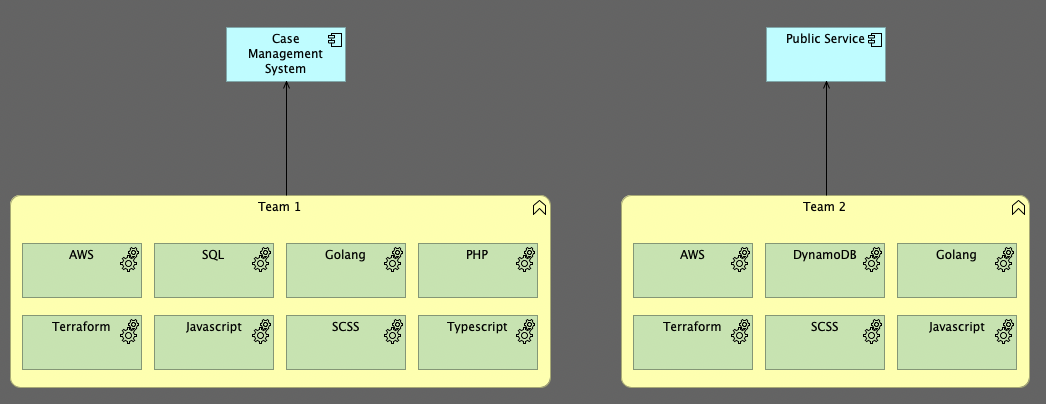 Case
Management
System
Public Service
Team 1
AWS
SQL
Golang
PHP
Terraform
Javascript
SCSS
Typescript
Team 2
AWS
DynamoDB
Golang
Terraform
SCSS
Javascript